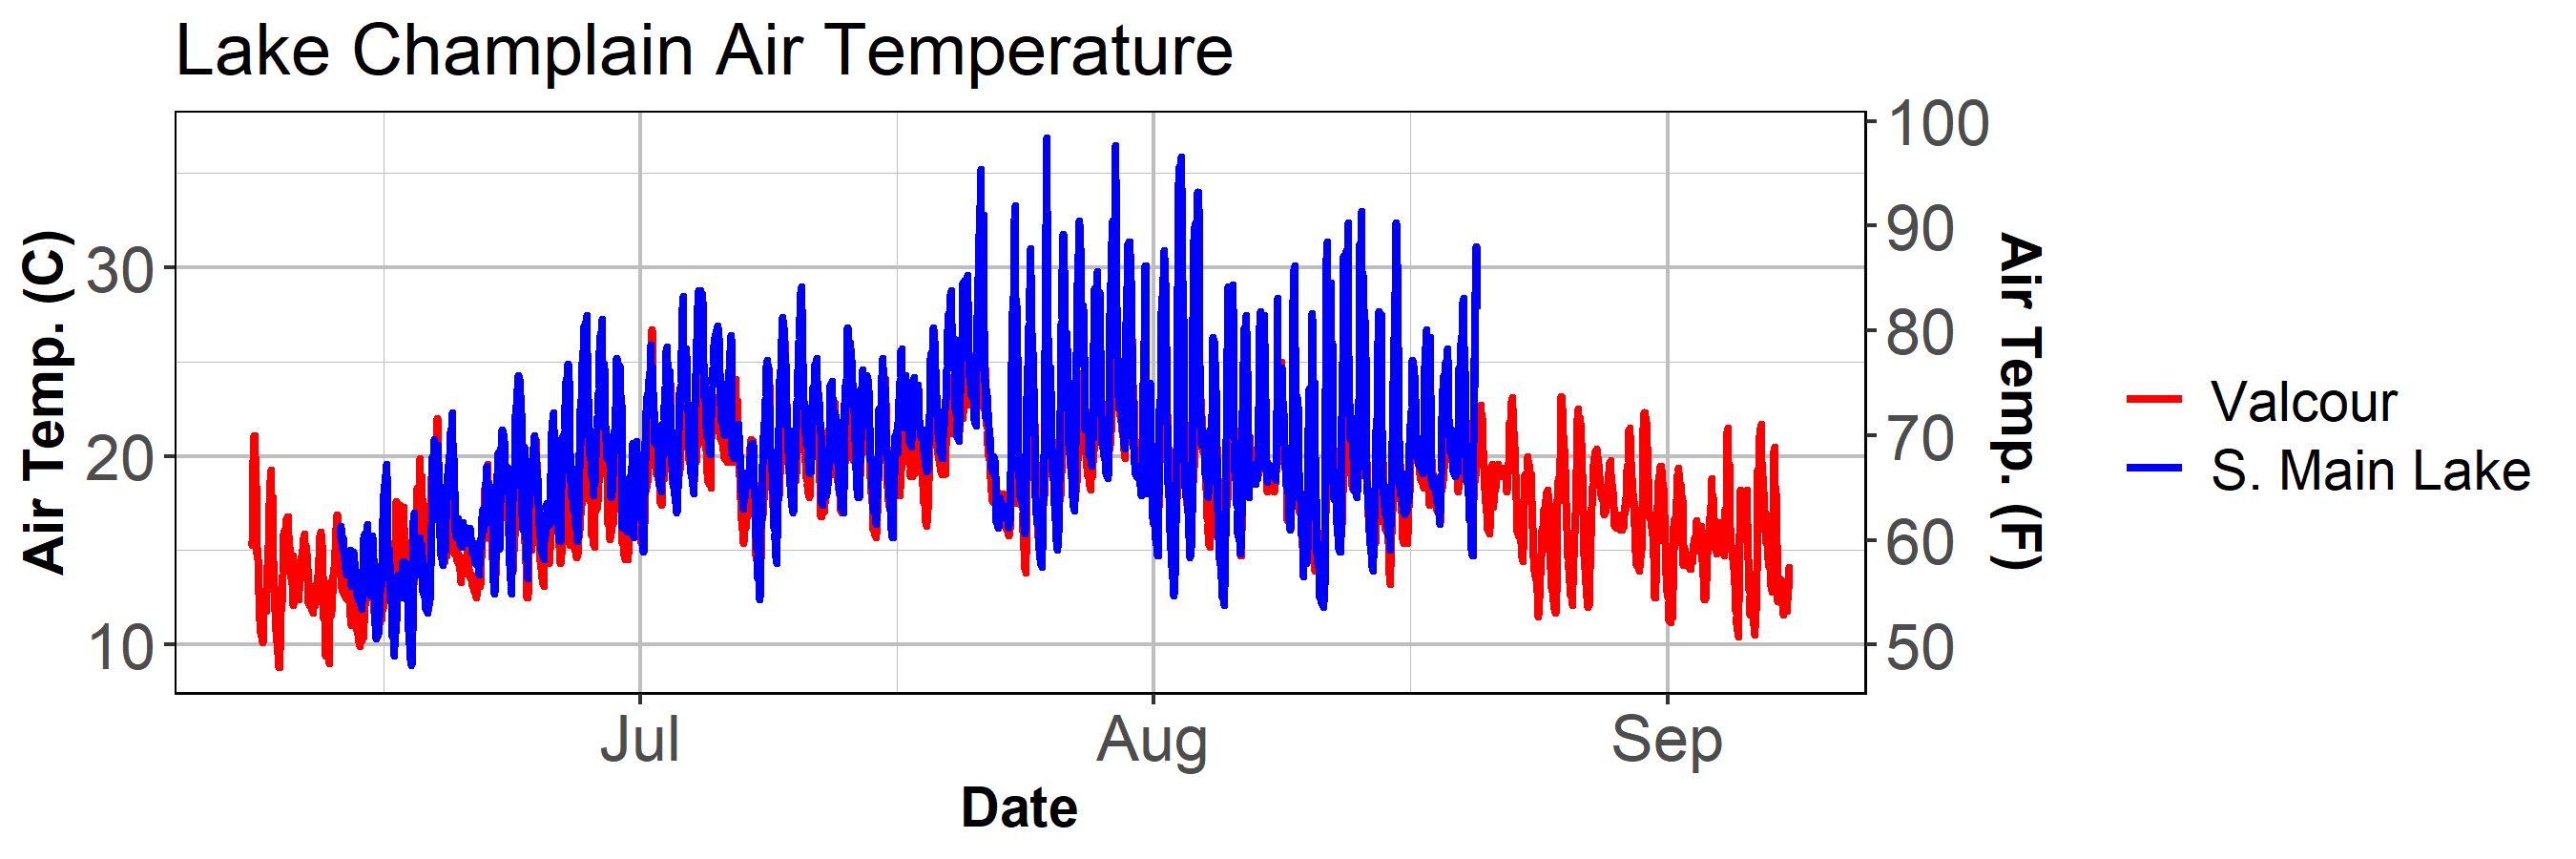 Lake Champlain Air Temperature
Air Temp. (C)
30
20
10
100
90
80
70
60
50
Air Temp. (F)
Jul
Aug
Sep
Date
Valcour
S. Main Lake